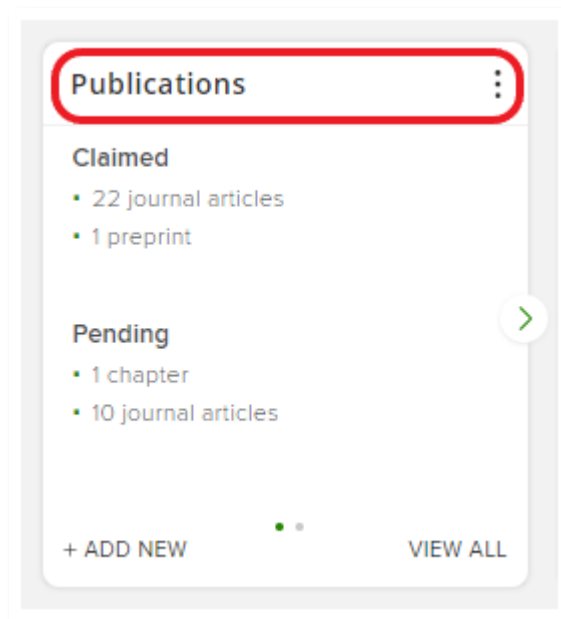 Publications
Claimed
22 journal articles
1 preprint
Pending
1 chapter
10 journal articles
+ ADD NEW VIEW ALL